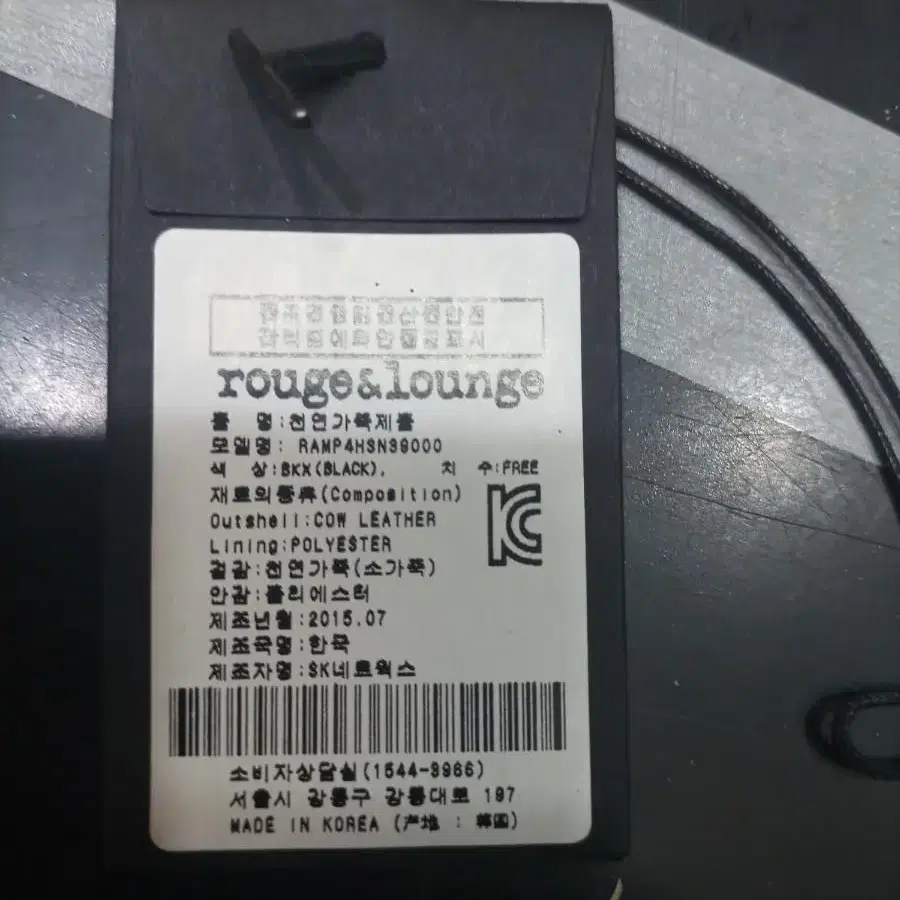 rouge&lounge
품 명:천연가죽제품
모델명: RAMP4HSN39000
색 상:BKX(BLACK), 치 수:FREE
재료의종류(Composition)
Outshell:COW LEATHER
Lining:POLYESTER
겉감:천연가죽(소가죽)
안감:폴리에스터
제조년월:2015.07
제조국명:한국
제조자명:SK네트웍스
소비자상담실(1544-3966)
서울시 강동구 강동대로 197
MADE IN KOREA (产地 : 韩国)